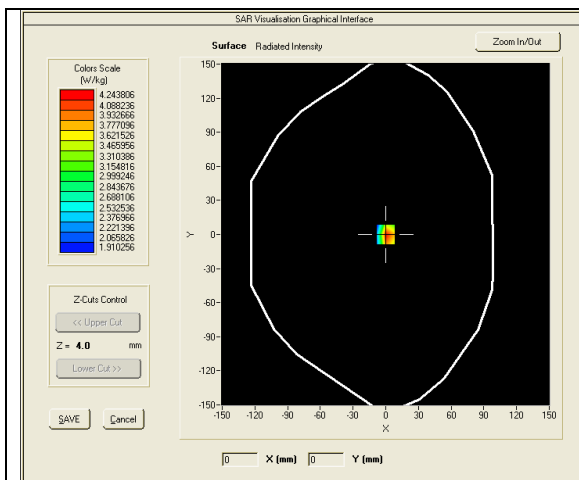 SAR Visualisation Graphical Interface
Surface Radiated Intensity
Zoom In/Out
Colors Scale
(W/kg)
4.243806
4.088236
3.932666
3.777096
3.621526
3.465956
3.310386
3.154816
2.999246
2.843676
2.688106
2.532536
2.376966
2.221396
2.065826
1.910256
Z-Cuts Control
<< Upper Cut
Z = 4.0 mm
Lower Cut >>
SAVE Cancel
150
120
90
60
30
0
-30
-60
-90
-120
-150
Y
-150 -120 -90 -60 -30 0 30 60 90 120 150
X
0 X (mm) 0 Y (mm)